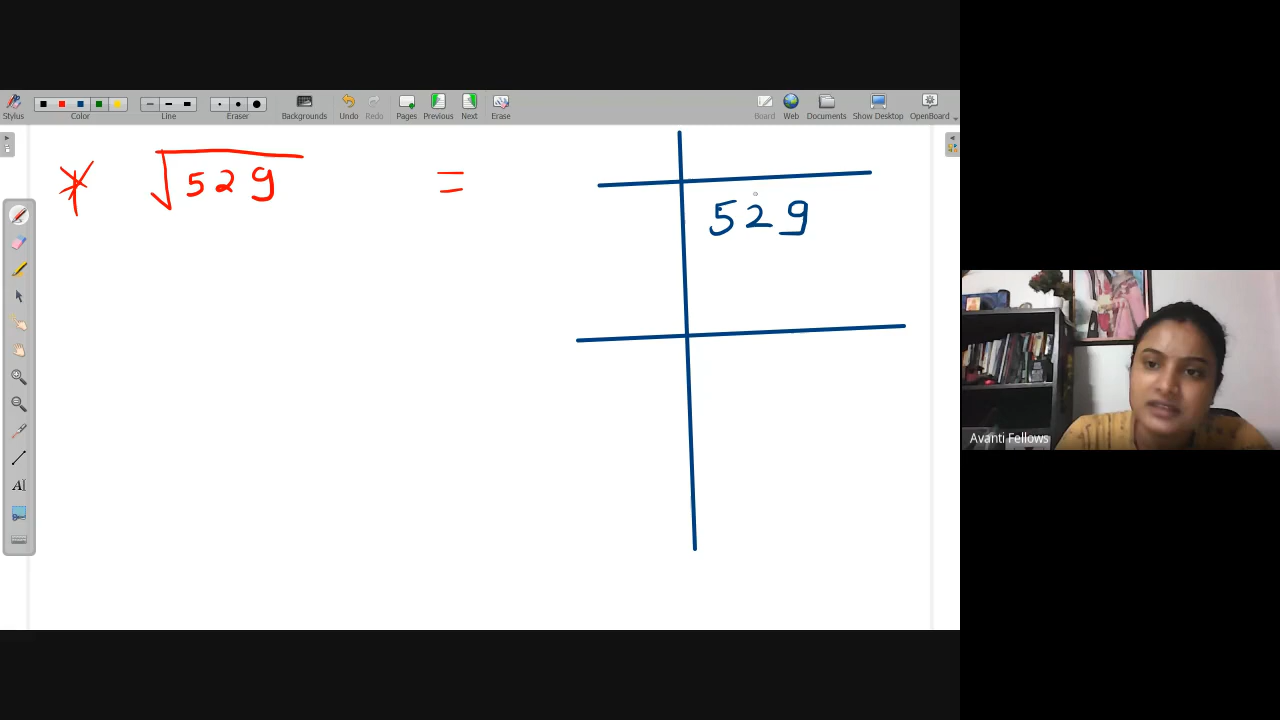 Stylus Color Line Eraser Backgrounds Undo Redo Pages Previous Next Erase Board Web Documents Show Desktop OpenBoard
* √529 =
529
Avanti Fellows